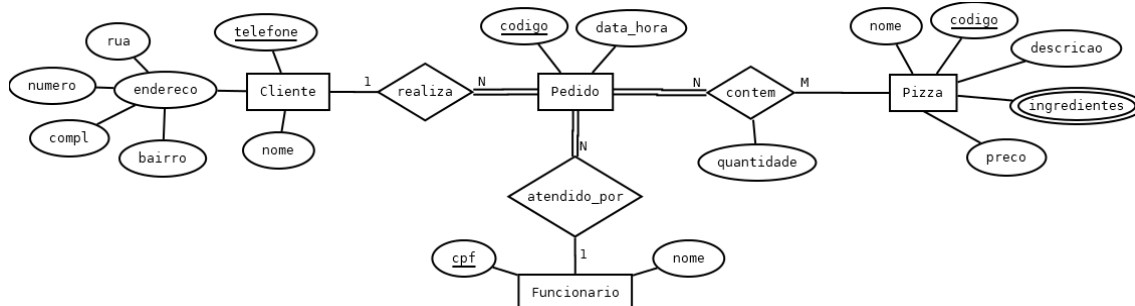 codigo
nome
codigo
rua
telefone
data_hora
descricao
numero
endereco
Cliente
1
realiza
N
Pedido
N
contem
M
Pizza
ingredientes
compl
bairro
nome
N
quantidade
preco
atendido_por
1
cpf
nome
Funcionario